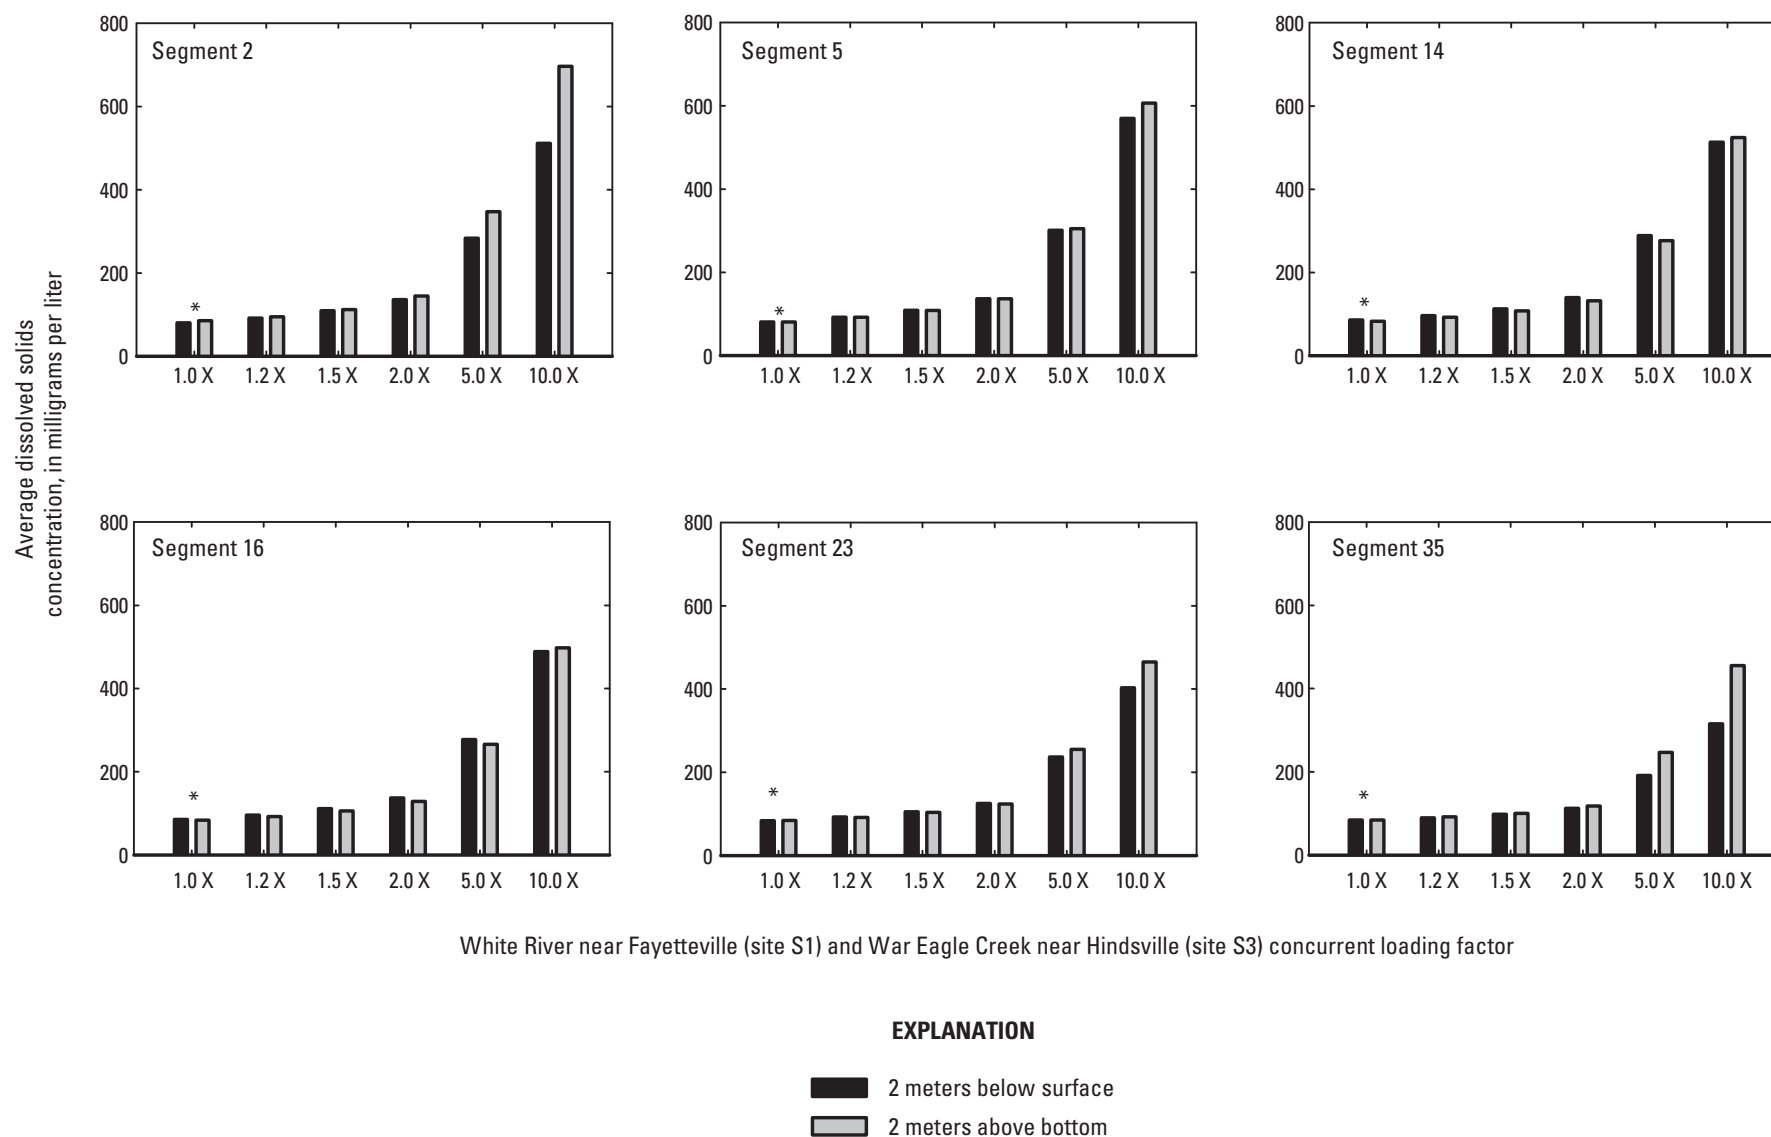 Average dissolved solids
concentration, in milligrams per liter
Segment 2
800
600
400
200
0
*
1.0 X 1.2 X 1.5 X 2.0 X 5.0 X 10.0 X
Segment 5
800
600
400
200
0
*
1.0 X 1.2 X 1.5 X 2.0 X 5.0 X 10.0 X
Segment 14
800
600
400
200
0
*
1.0 X 1.2 X 1.5 X 2.0 X 5.0 X 10.0 X
Segment 16
800
600
400
200
0
*
1.0 X 1.2 X 1.5 X 2.0 X 5.0 X 10.0 X
Segment 23
800
600
400
200
0
*
1.0 X 1.2 X 1.5 X 2.0 X 5.0 X 10.0 X
Segment 35
800
600
400
200
0
*
1.0 X 1.2 X 1.5 X 2.0 X 5.0 X 10.0 X
White River near Fayetteville (site S1) and War Eagle Creek near Hindsville (site S3) concurrent loading factor
EXPLANATION
2 meters below surface
2 meters above bottom